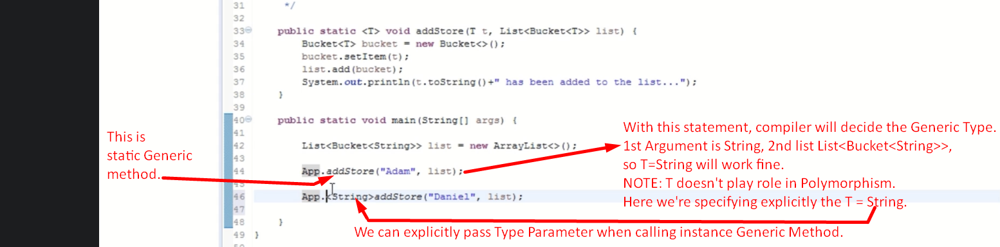 31 */
32
33 public static <T> void addStore(T t, List<Bucket<T>> list) {
34 Bucket<T> bucket = new Bucket<>();
35 bucket.setItem(t);
36 list.add(bucket);
37 System.out.println(t.toString()+" has been added to the list...");
38 }
39
40 public static void main(String[] args) {
41
42 List<Bucket<String>> list = new ArrayList<>();
43
44 App.addStore("Adam", list);
45
46 App.<String>addStore("Daniel", list);
47
48 }
49 }
This is
static Generic
method.
With this statement, compiler will decide the Generic Type.
1st Argument is String, 2nd list List<Bucket<String>>,
so T=String will work fine.
NOTE: T doesn't play role in Polymorphism.
Here we're specifying explicitly the T = String.
We can explicitly pass Type Parameter when calling instance Generic Method.